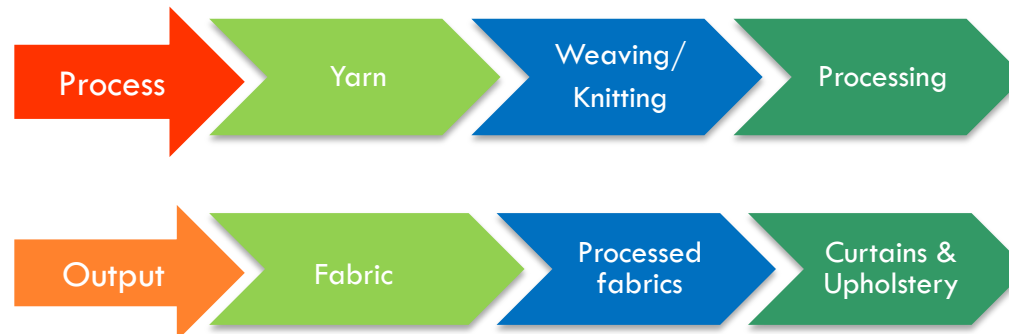 Process
Yarn
Weaving/
Knitting
Processing
Output
Fabric
Processed
fabrics
Curtains &
Upholstery